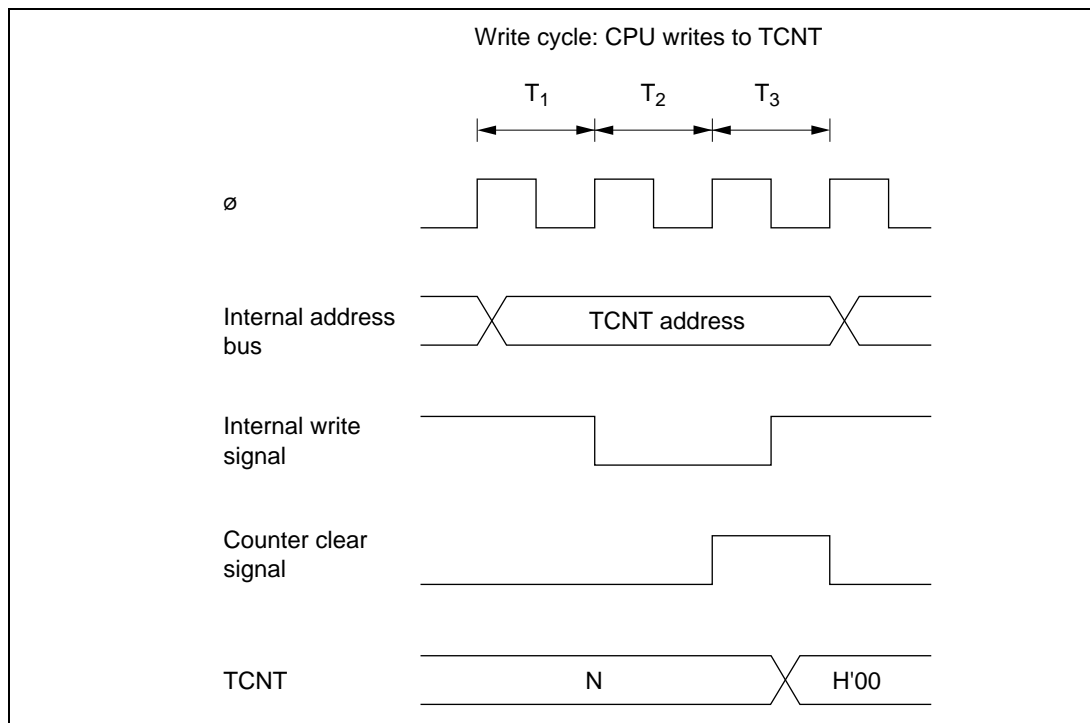 Write cycle: CPU writes to TCNT
T₁ T₂ T₃
ø
Internal address
bus
TCNT address
Internal write
signal
Counter clear
signal
TCNT
N
H'00